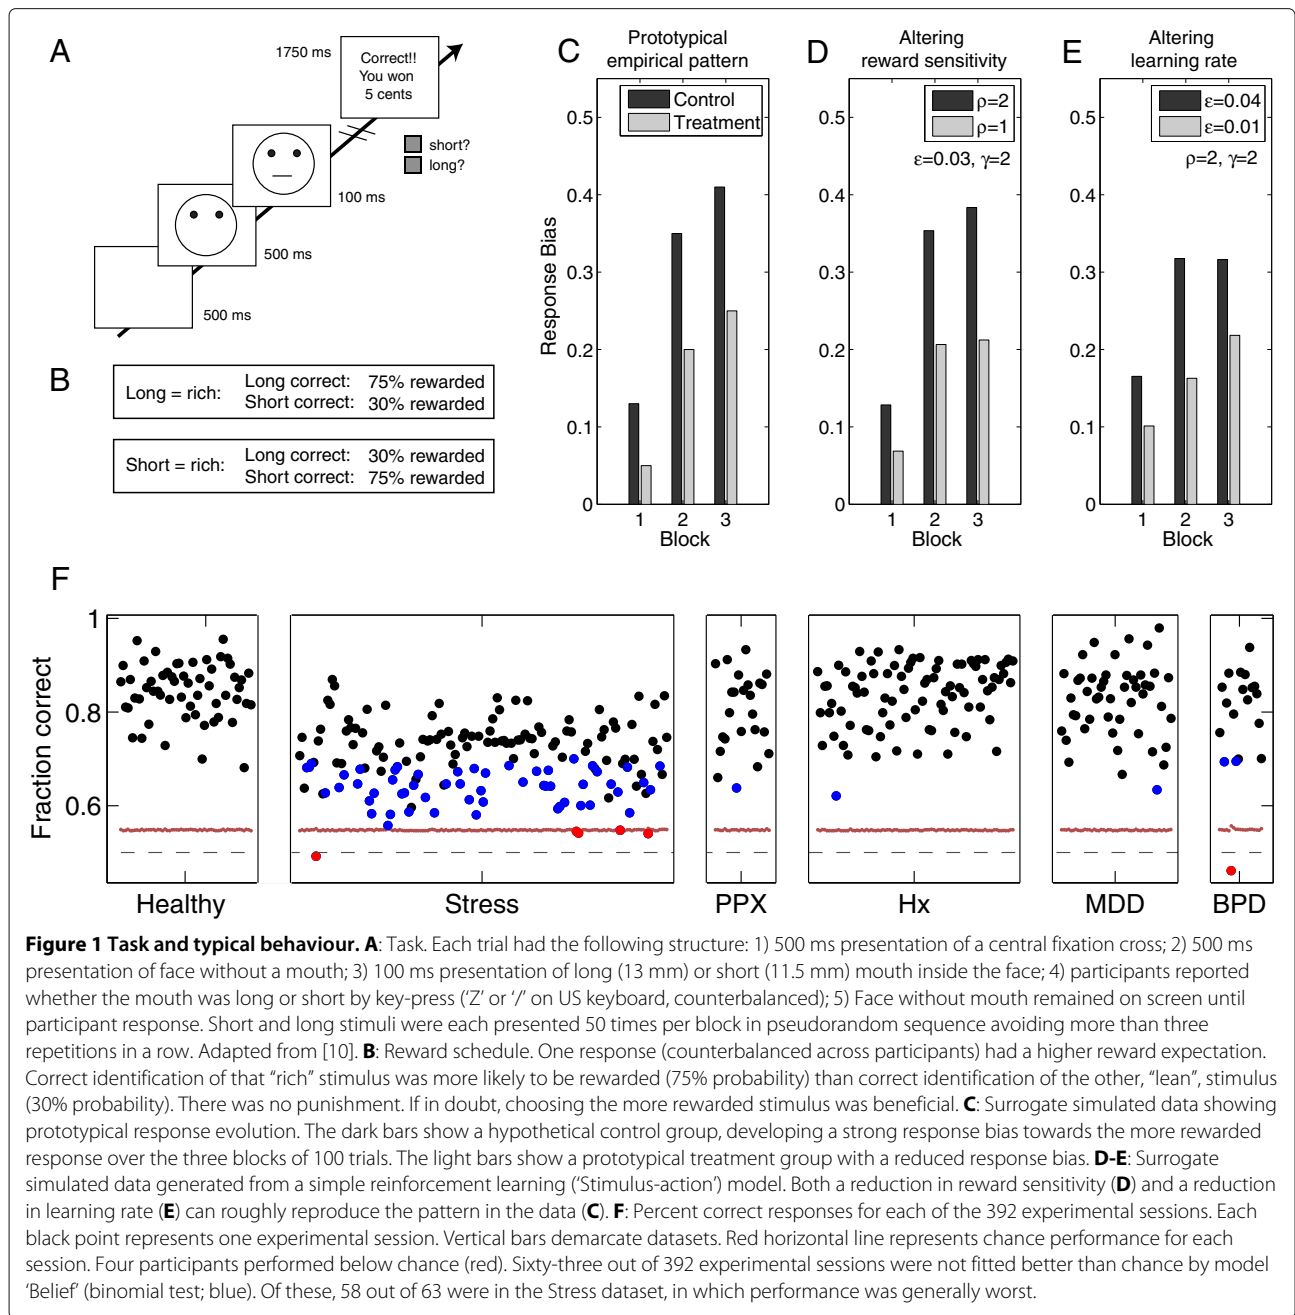 A
1750 ms
Correct!!
You won
5 cents
short?
long?
100 ms
500 ms
500 ms
B
Long = rich: Long correct: 75% rewarded
Short correct: 30% rewarded
Short = rich: Long correct: 30% rewarded
Short correct: 75% rewarded
C
Prototypical
empirical pattern
Control
Treatment
Response Bias
0.5
0.4
0.3
0.2
0.1
0
1 2 3
Block
D
Altering
reward sensitivity
ρ=2
ρ=1
ε=0.03, γ=2
0.5
0.4
0.3
0.2
0.1
0
1 2 3
Block
E
Altering
learning rate
ε=0.04
ε=0.01
ρ=2, γ=2
0.5
0.4
0.3
0.2
0.1
0
1 2 3
Block
F
Fraction correct
1
0.8
0.6
Healthy Stress PPX Hx MDD BPD
Figure 1 Task and typical behaviour. A: Task. Each trial had the following structure: 1) 500 ms presentation of a central fixation cross; 2) 500 ms
presentation of face without a mouth; 3) 100 ms presentation of long (13 mm) or short (11.5 mm) mouth inside the face; 4) participants reported
whether the mouth was long or short by key-press (‘Z’ or ‘/’ on US keyboard, counterbalanced); 5) Face without mouth remained on screen until
participant response. Short and long stimuli were each presented 50 times per block in pseudorandom sequence avoiding more than three
repetitions in a row. Adapted from [10]. B: Reward schedule. One response (counterbalanced across participants) had a higher reward expectation.
Correct identification of that “rich” stimulus was more likely to be rewarded (75% probability) than correct identification of the other, “lean”, stimulus
(30% probability). There was no punishment. If in doubt, choosing the more rewarded stimulus was beneficial. C: Surrogate simulated data showing
prototypical response evolution. The dark bars show a hypothetical control group, developing a strong response bias towards the more rewarded
response over the three blocks of 100 trials. The light bars show a prototypical treatment group with a reduced response bias. D-E: Surrogate
simulated data generated from a simple reinforcement learning (‘Stimulus-action’) model. Both a reduction in reward sensitivity (D) and a reduction
in learning rate (E) can roughly reproduce the pattern in the data (C). F: Percent correct responses for each of the 392 experimental sessions. Each
black point represents one experimental session. Vertical bars demarcate datasets. Red horizontal line represents chance performance for each
session. Four participants performed below chance (red). Sixty-three out of 392 experimental sessions were not fitted better than chance by model
‘Belief’ (binomial test; blue). Of these, 58 out of 63 were in the Stress dataset, in which performance was generally worst.